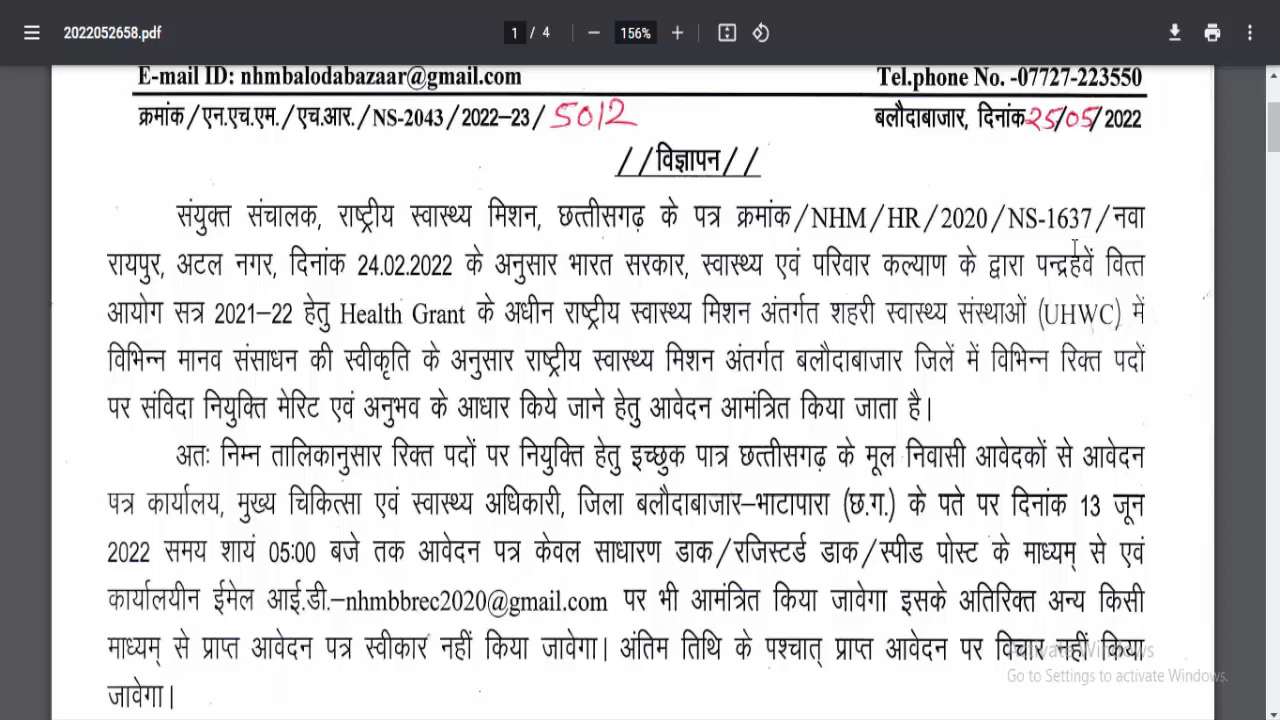 2022052658.pdf
1 / 4
156%
E-mail ID: nhmbalodabazaar@gmail.com
Tel.phone No. -07727-223550
क्रमांक/एन.एच.एम./एच.आर./NS-2043/2022-23/5012
बलौदाबाजार, दिनांक25/05/2022
//विज्ञापन//
संयुक्त संचालक, राष्ट्रीय स्वास्थ्य मिशन, छत्तीसगढ़ के पत्र क्रमांक/NHM/HR/2020/NS-1637/नवा
रायपुर, अटल नगर, दिनांक 24.02.2022 के अनुसार भारत सरकार, स्वास्थ्य एवं परिवार कल्याण के द्वारा पन्द्रहवें वित्त
आयोग सत्र 2021–22 हेतु Health Grant के अधीन राष्ट्रीय स्वास्थ्य मिशन अंतर्गत शहरी स्वास्थ्य संस्थाओं (UHWC) में
विभिन्न मानव संसाधन की स्वीकृति के अनुसार राष्ट्रीय स्वास्थ्य मिशन अंतर्गत बलौदाबाजार जिलें में विभिन्न रिक्त पदों
पर संविदा नियुक्ति मेरिट एवं अनुभव के आधार किये जाने हेतु आवेदन आमंत्रित किया जाता है।
अतः निम्न तालिकानुसार रिक्त पदों पर नियुक्ति हेतु इच्छुक पात्र छत्तीसगढ़ के मूल निवासी आवेदकों से आवेदन
पत्र कार्यालय, मुख्य चिकित्सा एवं स्वास्थ्य अधिकारी, जिला बलौदाबाजार–भाटापारा (छ.ग.) के पते पर दिनांक 13 जून
2022 समय शायं 05:00 बजे तक आवेदन पत्र केवल साधारण डाक/रजिस्टर्ड डाक/स्पीड पोस्ट के माध्यम् से एवं
कार्यालयीन ईमेल आई.डी.–nhmbbrec2020@gmail.com पर भी आमंत्रित किया जावेगा इसके अतिरिक्त अन्य किसी
माध्यम् से प्राप्त आवेदन पत्र स्वीकार नहीं किया जावेगा। अंतिम तिथि के पश्चात् प्राप्त आवेदन पर विचार नहीं किया
जावेगा।
Activate Windows
Go to Settings to activate Windows.